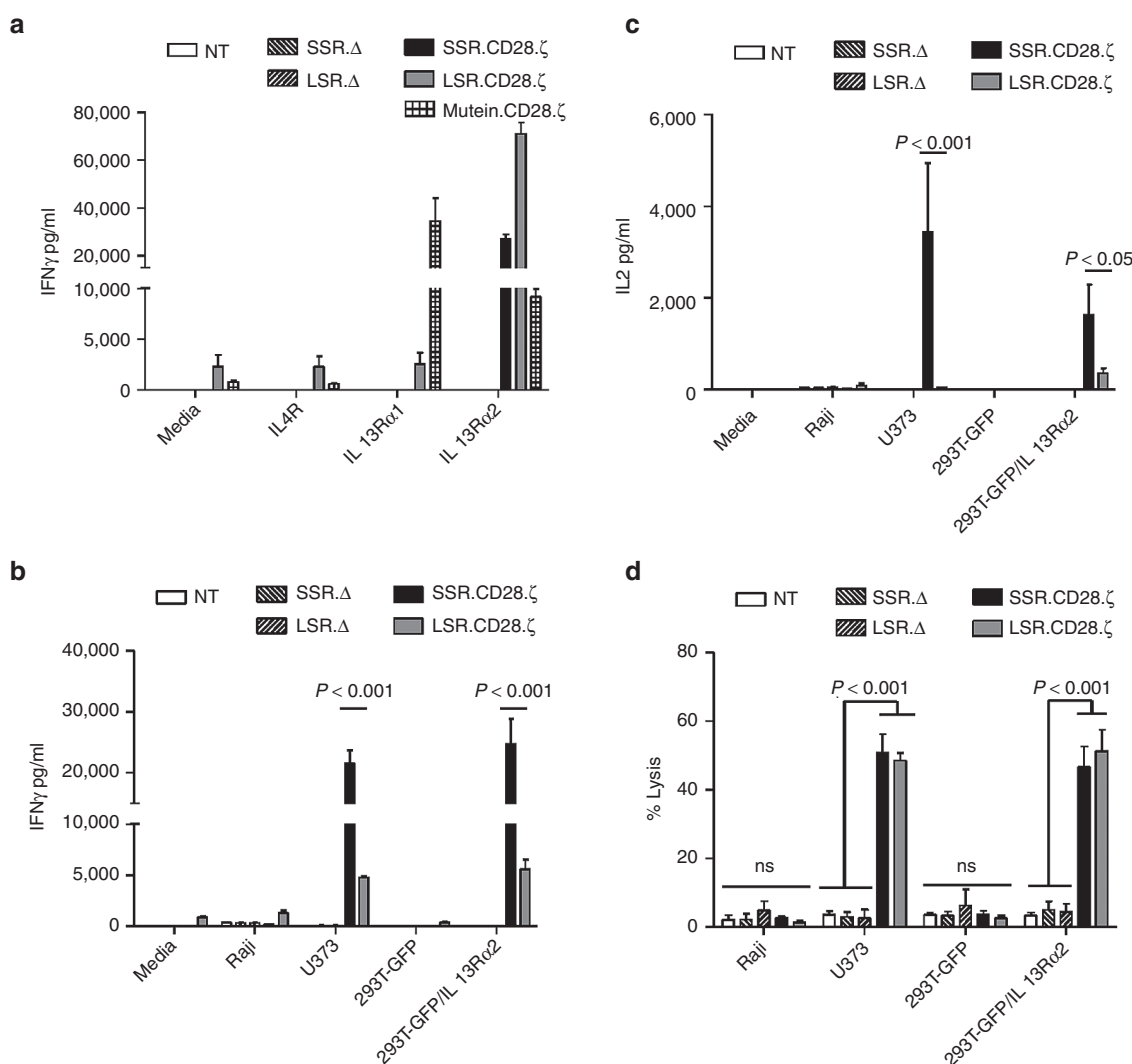 a
NT
SSR.Δ
SSR.CD28.ζ
LSR.Δ
LSR.CD28.ζ
Mutein.CD28.ζ
80,000
60,000
40,000
20,000
10,000
5,000
0
IFNγ pg/ml
Media
IL4R
IL 13Rα1
IL 13Rα2
c
NT
SSR.Δ
SSR.CD28.ζ
LSR.Δ
LSR.CD28.ζ
6,000
4,000
2,000
0
IL2 pg/ml
P < 0.001
P < 0.05
Media
Raji
U373
293T-GFP
293T-GFP/IL 13Rα2
b
NT
SSR.Δ
SSR.CD28.ζ
LSR.Δ
LSR.CD28.ζ
40,000
30,000
20,000
10,000
5,000
0
IFNγ pg/ml
P < 0.001
P < 0.001
Media
Raji
U373
293T-GFP
293T-GFP/IL 13Rα2
d
NT
SSR.Δ
SSR.CD28.ζ
LSR.Δ
LSR.CD28.ζ
80
60
40
20
0
% Lysis
P < 0.001
P < 0.001
ns
ns
Raji
U373
293T-GFP
293T-GFP/IL 13Rα2